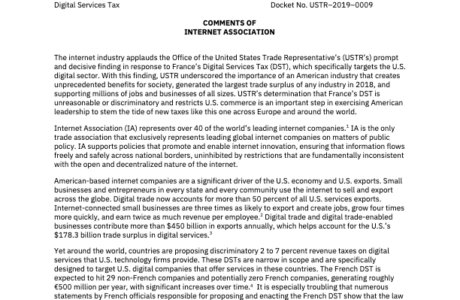 Digital Services Tax Docket No. USTR–2019–0009
COMMENTS OF
INTERNET ASSOCIATION
The internet industry applauds the Office of the United States Trade Representative's (USTR's) prompt
and decisive finding in response to France's Digital Services Tax (DST), which specifically targets the U.S.
digital sector. With this finding, USTR underscored the importance of an American industry that creates
unprecedented benefits for society, generated the largest trade surplus of any industry in 2018, and
supporting millions of jobs and businesses of all sizes. USTR's determination that France's DST is
unreasonable or discriminatory and restricts U.S. commerce is an important step in exercising American
leadership to stem the tide of new taxes like this one across Europe and around the world.
Internet Association (IA) represents over 40 of the world's leading internet companies.¹ IA is the only
trade association that exclusively represents leading global internet companies on matters of public
policy. IA supports policies that promote and enable internet innovation, ensuring that information flows
freely and safely across national borders, uninhibited by restrictions that are fundamentally inconsistent
with the open and decentralized nature of the internet.
American-based internet companies are a significant driver of the U.S. economy and U.S. exports. Small
businesses and entrepreneurs in every state and every community use the internet to sell and export
across the globe. Digital trade now accounts for more than 50 percent of all U.S. services exports.
Internet-connected small businesses are three times as likely to export and create jobs, grow four times
more quickly, and earn twice as much revenue per employee.² Digital trade and digital trade-enabled
businesses contribute more than $450 billion in exports annually, which helps account for the U.S.'s
$178.3 billion trade surplus in digital services.³
Yet around the world, countries are proposing discriminatory 2 to 7 percent revenue taxes on digital
services that U.S. technology firms provide. These DSTs are narrow in scope and are specifically
designed to target U.S. digital companies that offer services in these countries. The French DST is
expected to hit 29 non-French companies and potentially zero French companies, generating roughly
€500 million per year, with significant increases over time.⁴ It is especially troubling that numerous
statements by French officials responsible for proposing and enacting the French DST show that the law